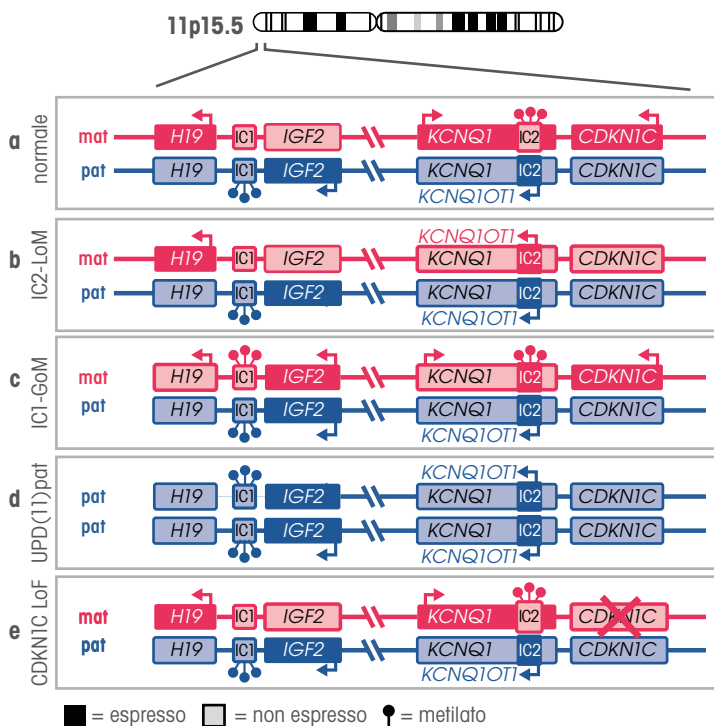 11p15.5
a
normale
mat H19 IC1 IGF2 KCNQ1 IC2 CDKN1C
pat H19 IC1 IGF2 KCNQ1 IC2 CDKN1C
KCNQ1OT1
b
IC2-LoM
KCNQ1OT1
mat H19 IC1 IGF2 KCNQ1 IC2 CDKN1C
pat H19 IC1 IGF2 KCNQ1 IC2 CDKN1C
KCNQ1OT1
c
IC1-GoM
mat H19 IC1 IGF2 KCNQ1 IC2 CDKN1C
pat H19 IC1 IGF2 KCNQ1 IC2 CDKN1C
KCNQ1OT1
d
UPD(11)pat
KCNQ1OT1
pat H19 IC1 IGF2 KCNQ1 IC2 CDKN1C
pat H19 IC1 IGF2 KCNQ1 IC2 CDKN1C
KCNQ1OT1
e
CDKN1C LoF
mat H19 IC1 IGF2 KCNQ1 IC2 CDKN1C
pat H19 IC1 IGF2 KCNQ1 IC2 CDKN1C
KCNQ1OT1
= espresso = non espresso = metilato